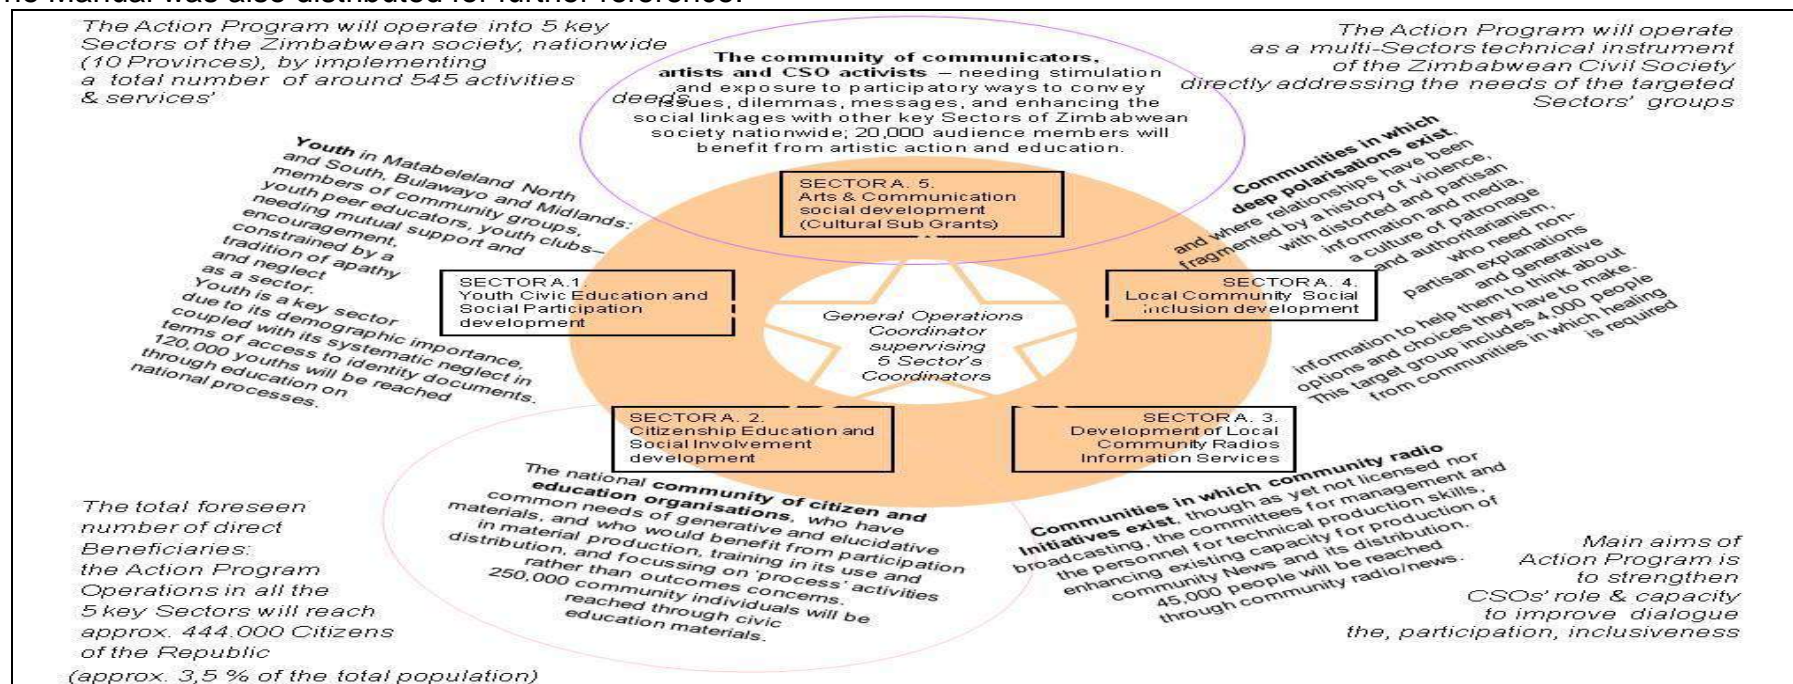 The Manual was also distributed for further reference.
The Action Program will operate into 5 key
Sectors of the Zimbabwean society, nationwide
(10 Provinces), by implementing
a total number of around 545 activities
& services'
deeds
The community of communicators,
artists and CSO activists – needing stimulation
and exposure to participatory ways to convey
issues, dilemmas, messages, and enhancing the
social linkages with other key Sectors of Zimbabwean
society nationwide; 20,000 audience members will
benefit from artistic action and education.
The Action Program will operate
as a multi-Sectors technical instrument
of the Zimbabwean Civil Society
directly addressing the needs of the targeted
Sectors' groups
Youth in Matabeleland North
and South, Bulawayo and Midlands:
members of community groups,
youth peer educators, youth clubs–
needing mutual support and
encouragement,
constrained by a
tradition of apathy
and neglect
as a sector.
Youth is a key sector
due to its demographic importance,
coupled with its systematic neglect in
terms of access to identity documents.
120,000 youths will be reached
through education on
national processes.
SECTOR A. 5.
Arts & Communication
social development
(Cultural Sub Grants)
Communities in which
deep polarisations exist,
and where relationships have been
fragmented by a history of violence,
with distorted and partisan
information and media,
a culture of patronage
and authoritarianism,
who need non-
partisan explanations
and generative
information to help them to think about
options and choices they have to make.
This target group includes 4,000 people
from communities in which healing
is required
SECTOR A.1.
Youth Civic Education and
Social Participation
development
General Operations
Coordinator
supervising
5 Sector's
Coordinators
SECTOR A. 4.
Local Community Social
inclusion development
SECTOR A. 2.
Citizenship Education and
Social Involvement
development
SECTOR A. 3.
Development of Local
Community Radios
Information Services
The national community of citizen and
education organisations, who have
common needs of generative and elucidative
materials, and who would benefit from participation
in material production, training in its use and
distribution, and focussing on 'process' activities
rather than outcomes concerns.
250,000 community individuals will be
reached through civic
education materials.
Communities in which community radio
Initiatives exist, though as yet not licensed nor
broadcasting, the committees for management and
the personnel for technical production skills,
enhancing existing capacity for production of
community News and its distribution.
45,000 people will be reached
through community radio/news.
The total foreseen
number of direct
Beneficiaries:
the Action Program
Operations in all the
5 key Sectors will reach
approx. 444.000 Citizens
of the Republic
(approx. 3,5 % of the total population)
Main aims of
Action Program is
to strengthen
CSOs' role & capacity
to improve dialogue
the, participation, inclusiveness